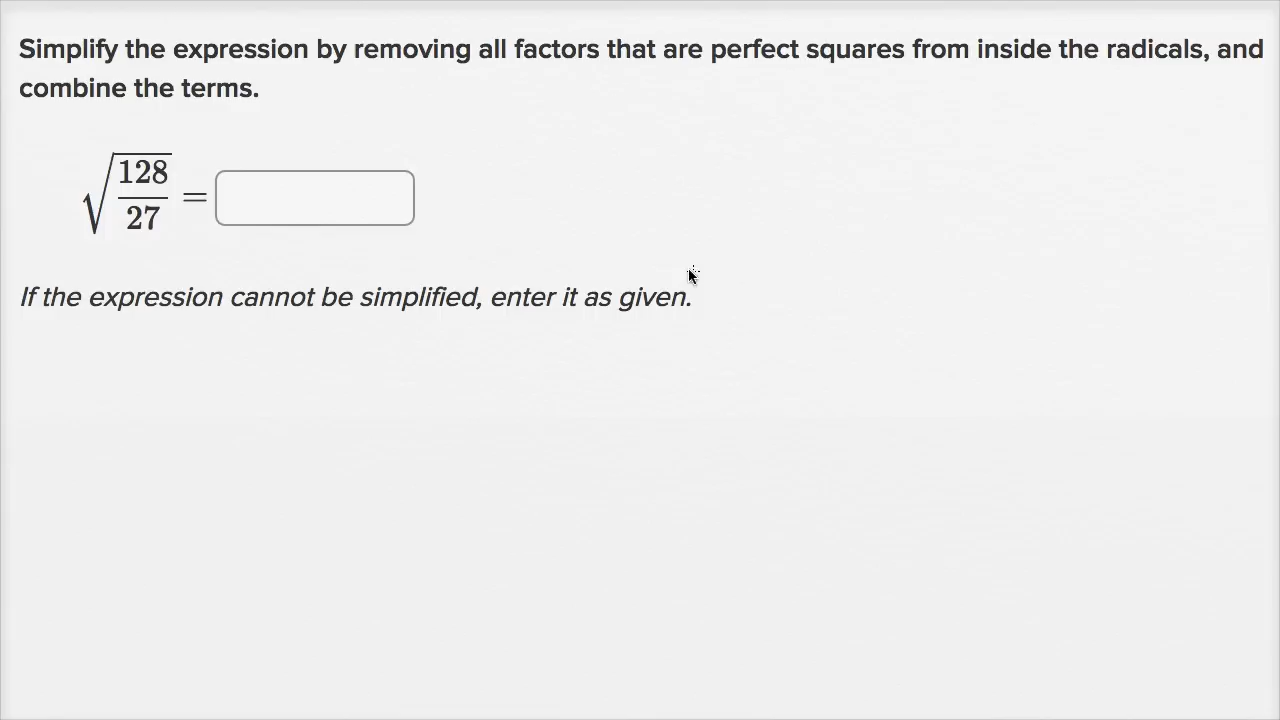 Simplify the expression by removing all factors that are perfect squares from inside the radicals, and
combine the terms.
√(128/27) =
If the expression cannot be simplified, enter it as given.